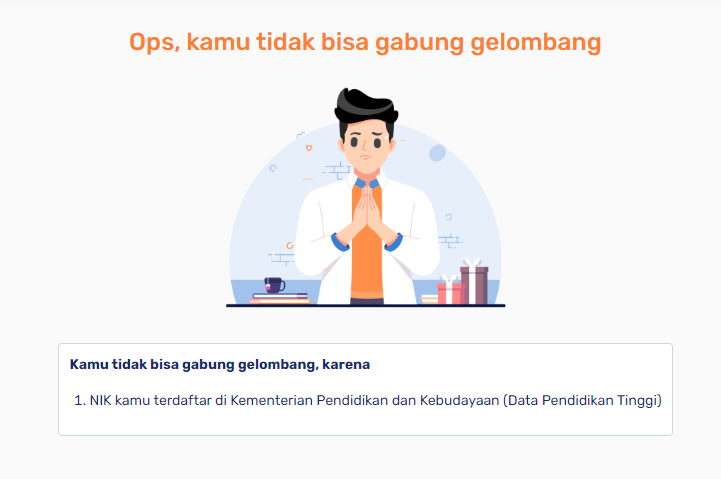 Ops, kamu tidak bisa gabung gelombang
Kamu tidak bisa gabung gelombang, karena
1. NIK kamu terdaftar di Kementerian Pendidikan dan Kebudayaan (Data Pendidikan Tinggi)